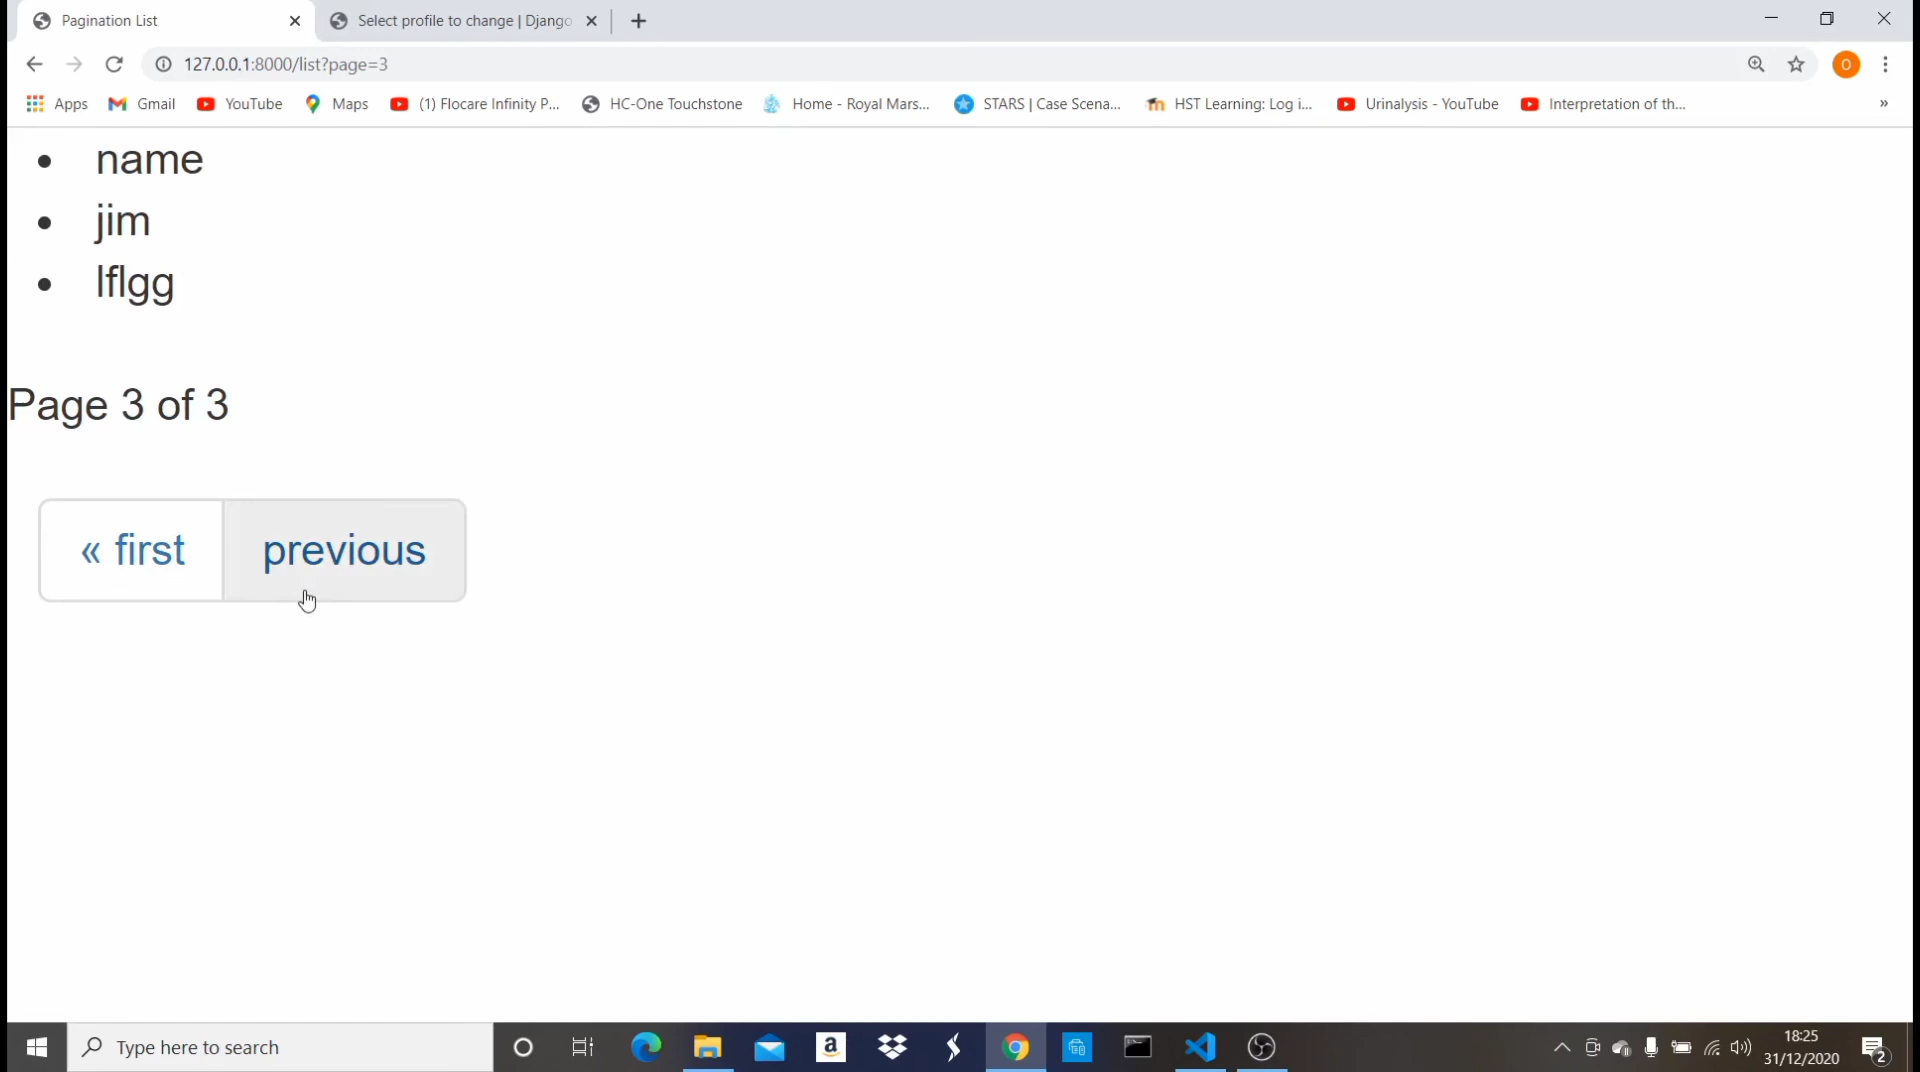 Pagination List
Select profile to change | Django
127.0.0.1:8000/list?page=3
O
Apps
Gmail
YouTube
Maps
(1) Flocare Infinity P...
HC-One Touchstone
Home - Royal Mars...
STARS | Case Scena...
HST Learning: Log i...
Urinalysis - YouTube
Interpretation of th...
»
• name
• jim
• lflgg
Page 3 of 3
« first
previous
Type here to search
a
18:25
31/12/2020
2